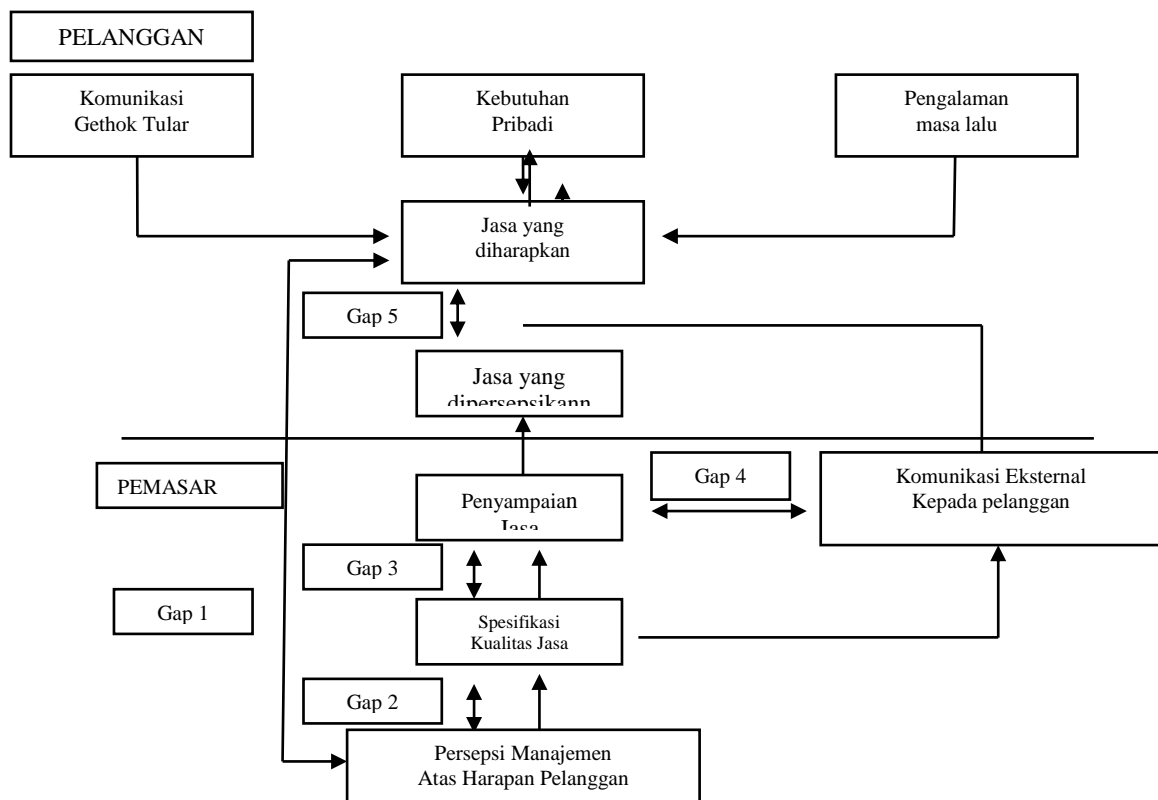 PELANGGAN
Komunikasi
Gethok Tular
Kebutuhan
Pribadi
Pengalaman
masa lalu
Jasa yang
diharapkan
Gap 5
Jasa yang
dipersepsikann
PEMASAR
Penyampaian
Jasa
Gap 4
Komunikasi Eksternal
Kepada pelanggan
Gap 3
Gap 1
Spesifikasi
Kualitas Jasa
Gap 2
Persepsi Manajemen
Atas Harapan Pelanggan